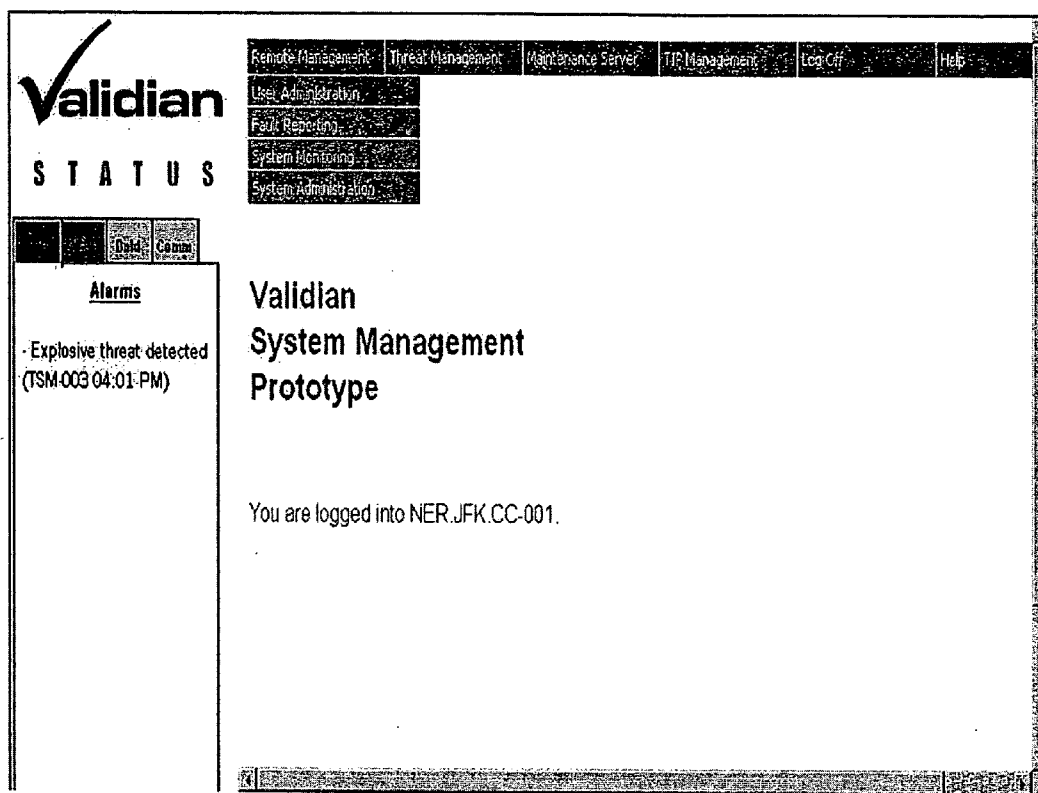 Validian
STATUS
Remote Management Threat Management Maintenance Server TIP Management Log Off Help
User Administration
Fault Reporting
System Monitoring
System Administration
Comm
Alarms
- Explosive threat detected
(TSM-003 04:01-PM)
Validian
System Management
Prototype
You are logged into NER.JFK.CC-001.